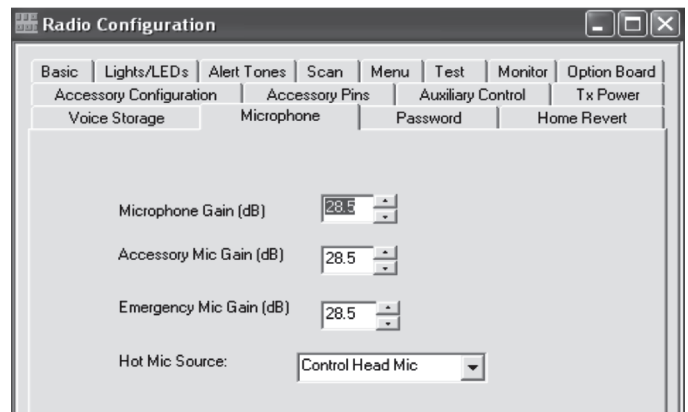 Radio Configuration
Basic Lights/LEDs Alert Tones Scan Menu Test Monitor Option Board
Accessory Configuration Accessory Pins Auxiliary Control Tx Power
Voice Storage Microphone Password Home Revert
Microphone Gain (dB) 28.5
Accessory Mic Gain (dB) 28.5
Emergency Mic Gain (dB) 28.5
Hot Mic Source: Control Head Mic